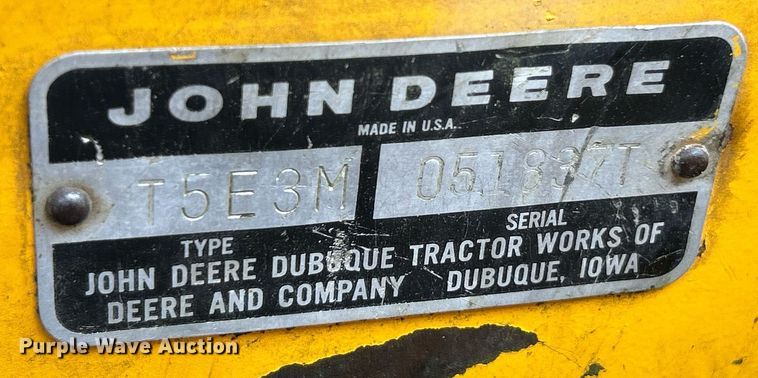 JOHN DEERE
MADE IN U.S.A.
T5E3M 051837T
TYPE SERIAL
JOHN DEERE DUBUQUE TRACTOR WORKS OF
DEERE AND COMPANY DUBUQUE, IOWA
Purple Wave Auction